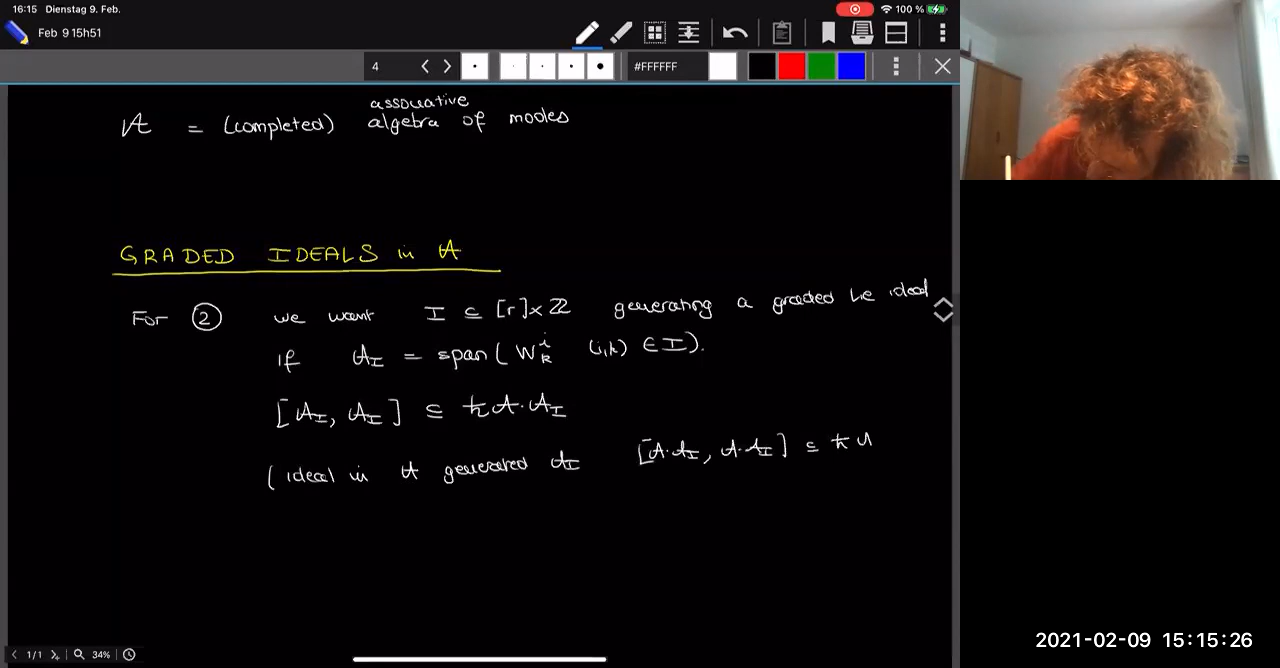 16:15 Dienstag 9. Feb.
100 %
Feb 9 15h51
4
#FFFFFF
𝒜 = (completed) associative algebra of modes
GRADED IDEALS in 𝒜
For ② we want I ⊆ [r]×ℤ generating a graded Lie ideal
if 𝒜_I = span( W^i_k (i,k) ∈ I).
[𝒜_I, 𝒜_I] ⊆ ℏ𝒜·𝒜_I
( ideal in 𝒜 generated 𝒜_I [𝒜·𝒜_I, 𝒜·𝒜_I] ⊆ ℏ
1/1
34%
2021-02-09 15:15:26